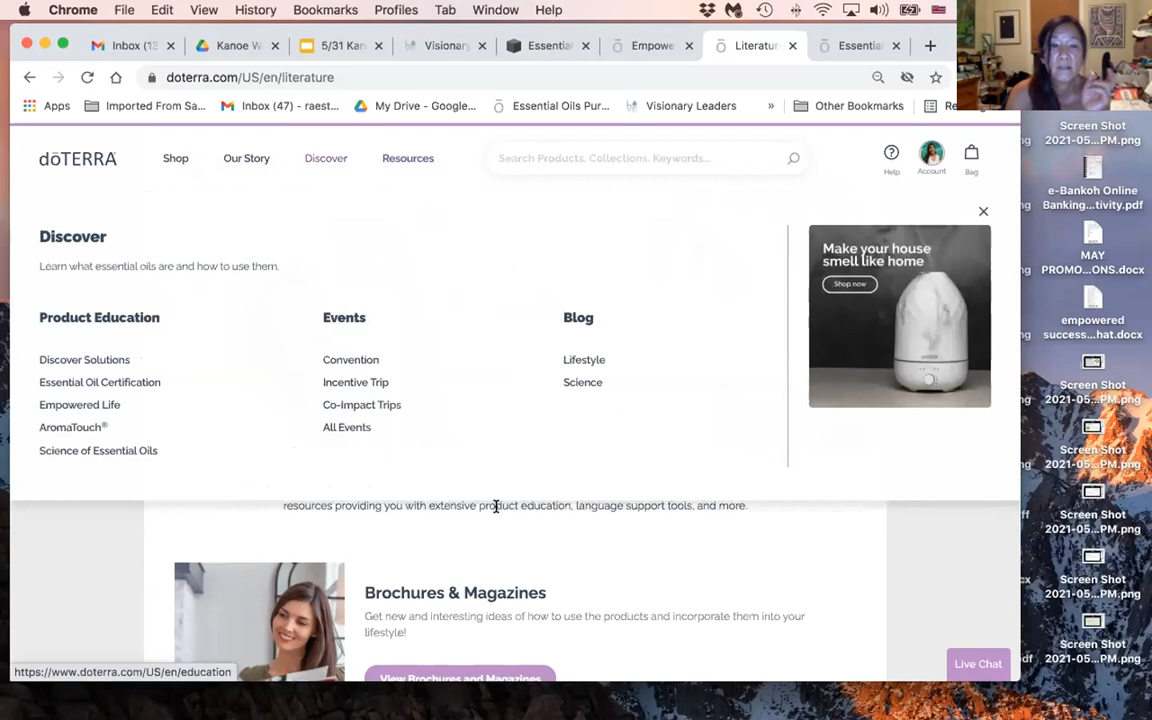 Chrome File Edit View History Bookmarks Profiles Tab Window Help
Inbox (13 Kanoe W 5/31 Kan Visionary Essential Empowe Literatur Essential
doterra.com/US/en/literature
Apps Imported From Sa... Inbox (47) - raest... My Drive - Google... Essential Oils Pur... Visionary Leaders » Other Bookmarks Re
dōTERRA Shop Our Story Discover Resources Search Products, Collections, Keywords... Help Account Bag
Discover
Learn what essential oils are and how to use them.
Product Education
Discover Solutions
Essential Oil Certification
Empowered Life
AromaTouch®
Science of Essential Oils
Events
Convention
Incentive Trip
Co-Impact Trips
All Events
Blog
Lifestyle
Science
Make your house
smell like home
Shop now
resources providing you with extensive product education, language support tools, and more.
Brochures & Magazines
Get new and interesting ideas of how to use the products and incorporate them into your
lifestyle!
View Brochures and Magazines
https://www.doterra.com/US/en/education
Live Chat
Screen Shot
2021-05...PM.png
e-Bankoh Online
Banking...tivity.pdf
MAY
PROMO...ONS.docx
empowered
success...hat.docx
Screen Shot
2021-05...PM.png
Screen Shot
2021-05...PM.png
Screen Shot
2021-05...PM.png
Screen Shot
2021-05...PM.png
Screen Shot
2021-05...PM.png